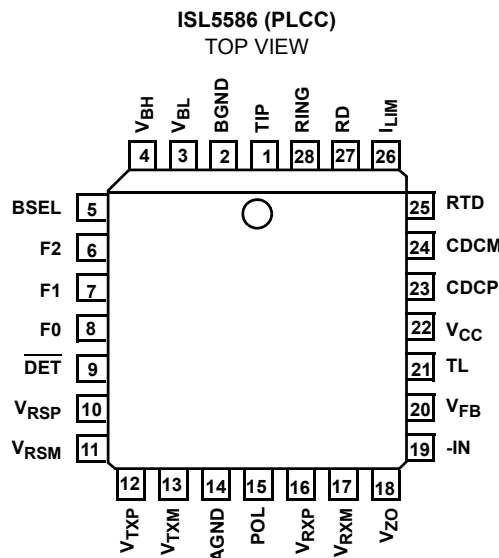 ISL5586 (PLCC)
TOP VIEW
VBH VBL BGND TIP RING RD ILIM
4 3 2 1 28 27 26
BSEL 5
F2 6
F1 7
F0 8
DET 9
VRSP 10
VRSM 11
25 RTD
24 CDCM
23 CDCP
22 VCC
21 TL
20 VFB
19 -IN
12 13 14 15 16 17 18
VTXP VTXM AGND POL VRXP VRXM VZO